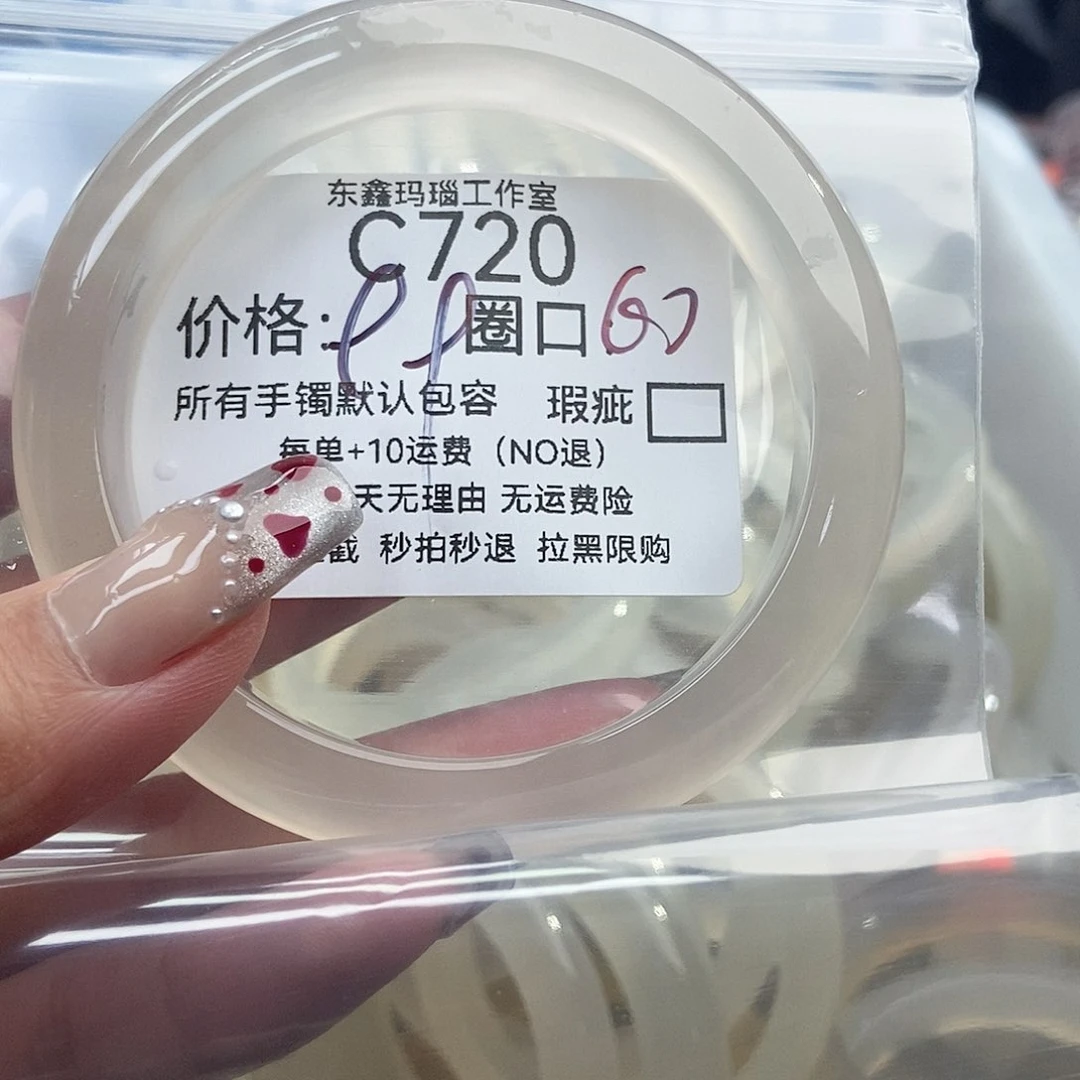 东鑫玛瑙工作室
C720
价格: 圈口
所有手镯默认包容 瑕疵
每单+10运费（NO退）
天无理由 无运费险
截 秒拍秒退 拉黑限购